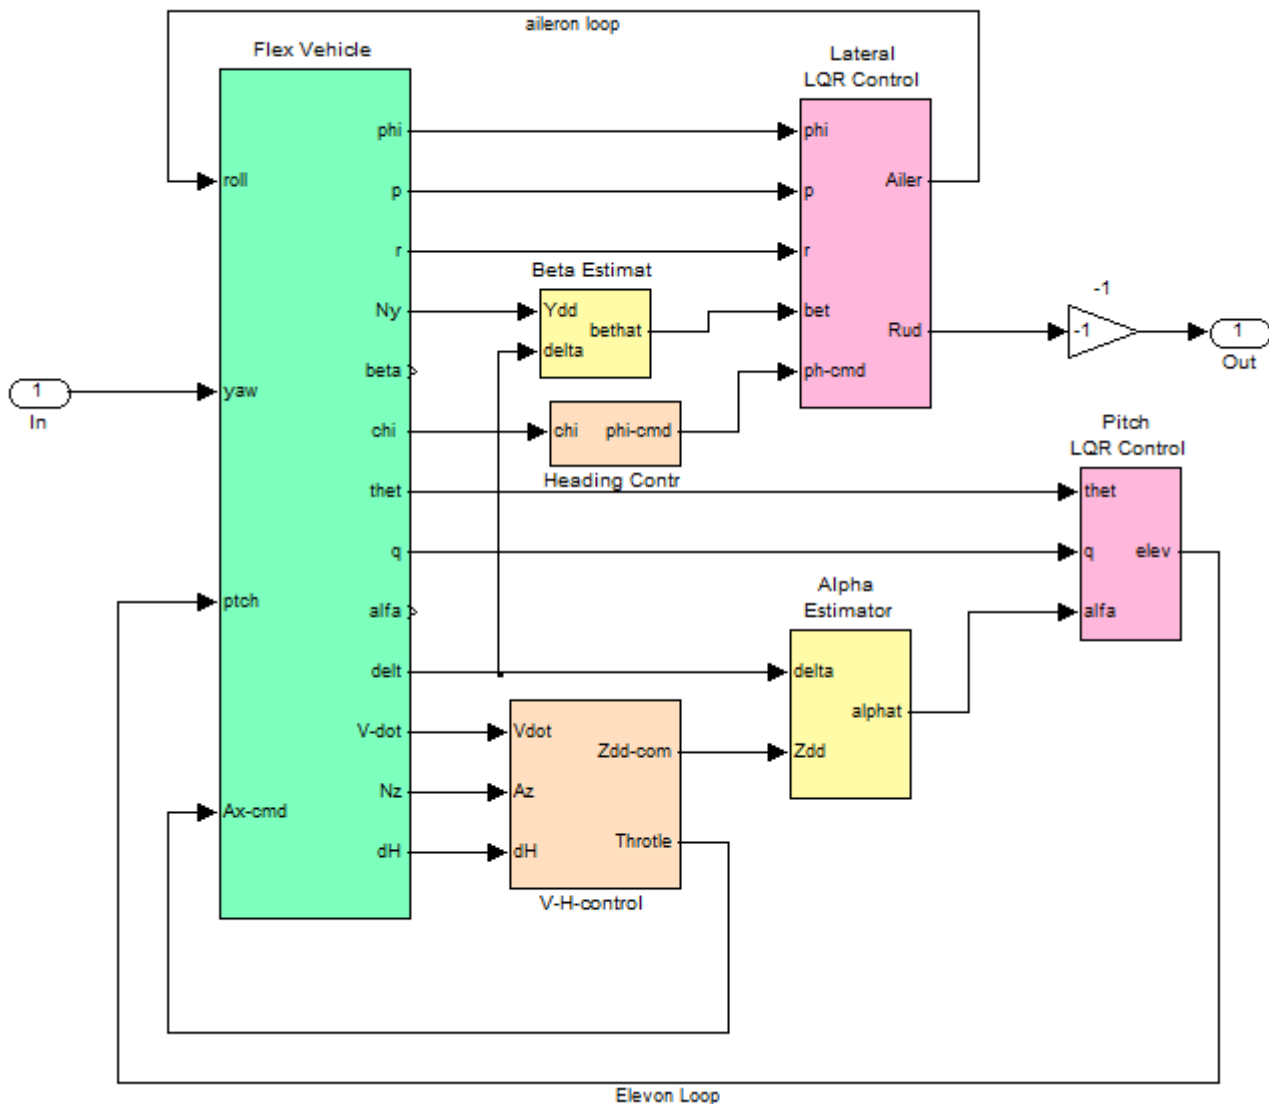 aileron loop
Flex Vehicle
Lateral
LQR Control
phi
phi
roll
Ailer
p
p
r
r
Beta Estimat
-1
Ny
Ydd
bet
bethat
Rud
-1
1
delta
Out
beta
ph-cmd
1
yaw
In
chi
chi
phi-cmd
Pitch
LQR Control
Heading Contr
thet
thet
q
q
elev
Alpha
Estimator
ptch
alfa
alfa
delt
delta
alphat
V-dot
Vdot
Zdd-com
Zdd
Nz
Az
Ax-cmd
Throtle
dH
dH
V-H-control
Elevon Loop